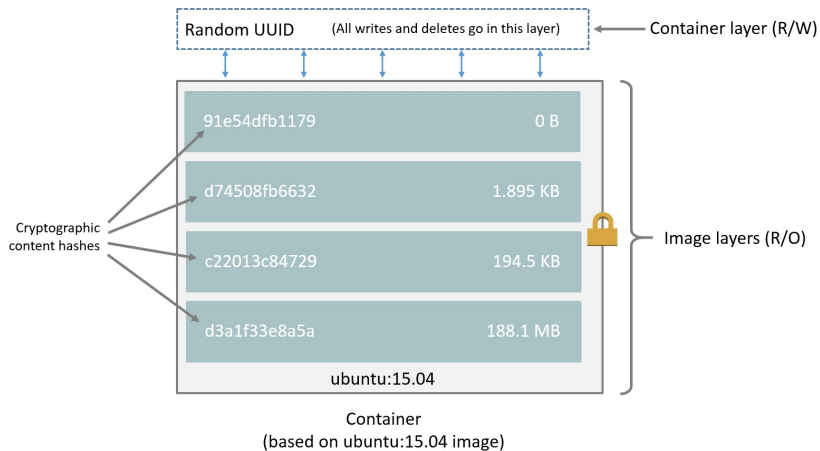 Random UUID (All writes and deletes go in this layer)
Container layer (R/W)
91e54dfb1179 0 B
d74508fb6632 1.895 KB
Cryptographic
content hashes
c22013c84729 194.5 KB
Image layers (R/O)
d3a1f33e8a5a 188.1 MB
ubuntu:15.04
Container
(based on ubuntu:15.04 image)